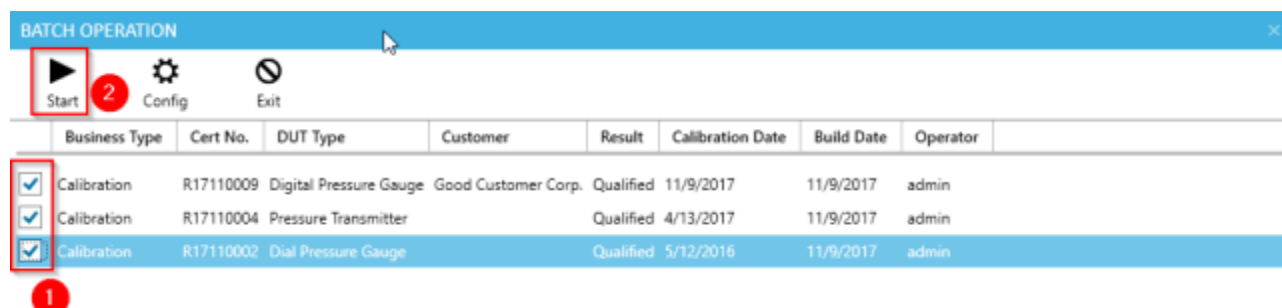 BATCH OPERATION
Start 2 Config Exit
Business Type Cert No. DUT Type Customer Result Calibration Date Build Date Operator
Calibration R17110009 Digital Pressure Gauge Good Customer Corp. Qualified 11/9/2017 11/9/2017 admin
Calibration R17110004 Pressure Transmitter Qualified 4/13/2017 11/9/2017 admin
Calibration R17110002 Dial Pressure Gauge Qualified 5/12/2016 11/9/2017 admin
1